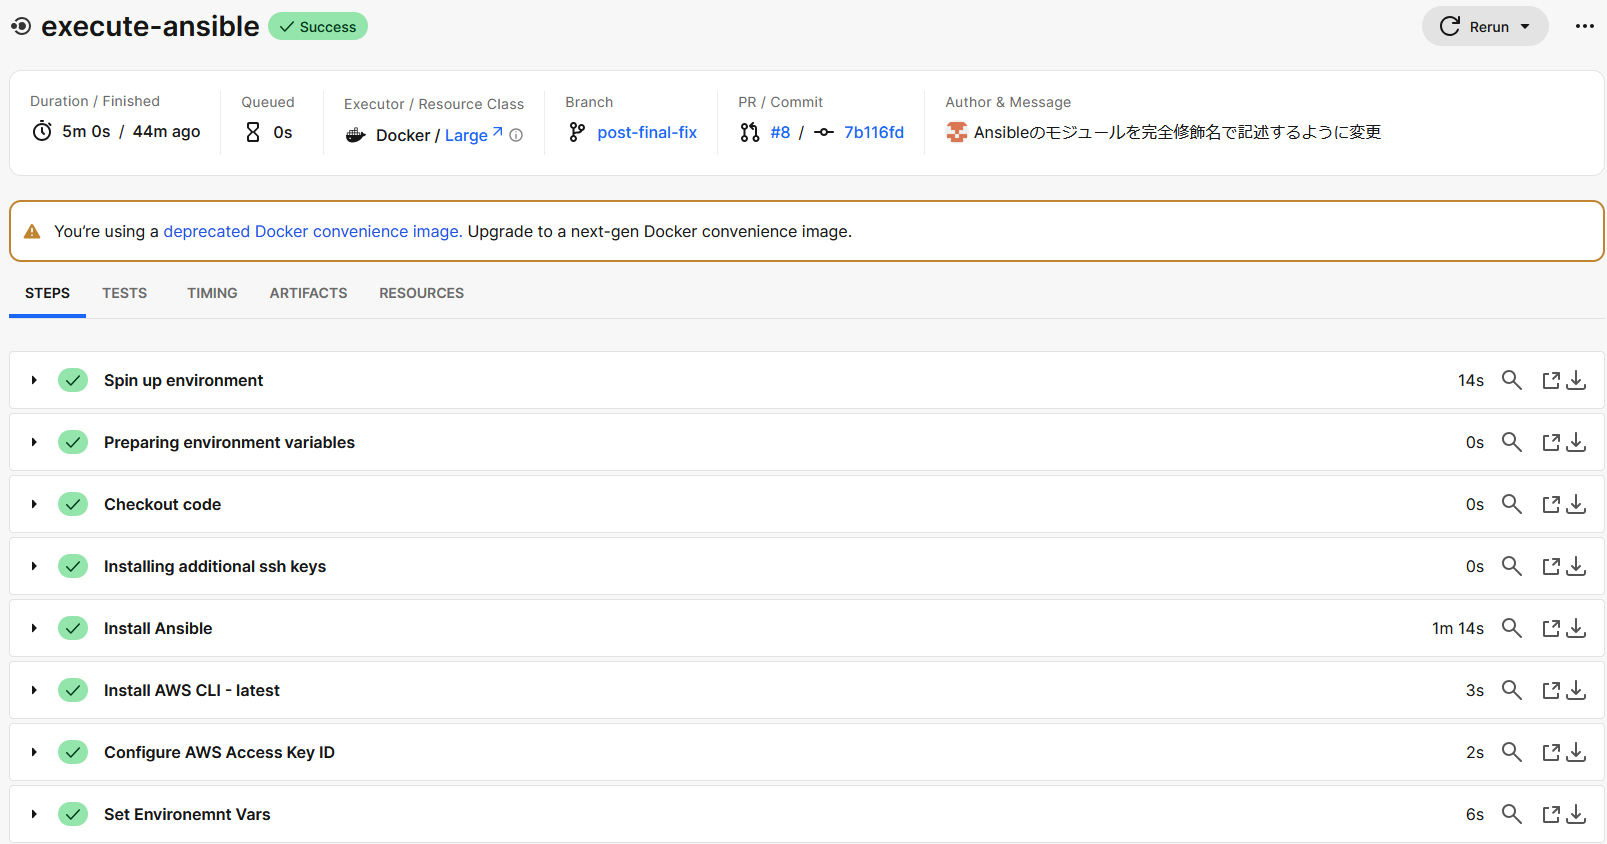 execute-ansible Success Rerun
Duration / Finished Queued Executor / Resource Class Branch PR / Commit Author & Message
5m 0s / 44m ago 0s Docker / Large post-final-fix #8 / 7b116fd Ansibleのモジュールを完全修飾名で記述するように変更
You're using a deprecated Docker convenience image. Upgrade to a next-gen Docker convenience image.
STEPS TESTS TIMING ARTIFACTS RESOURCES
Spin up environment 14s
Preparing environment variables 0s
Checkout code 0s
Installing additional ssh keys 0s
Install Ansible 1m 14s
Install AWS CLI - latest 3s
Configure AWS Access Key ID 2s
Set Environemnt Vars 6s